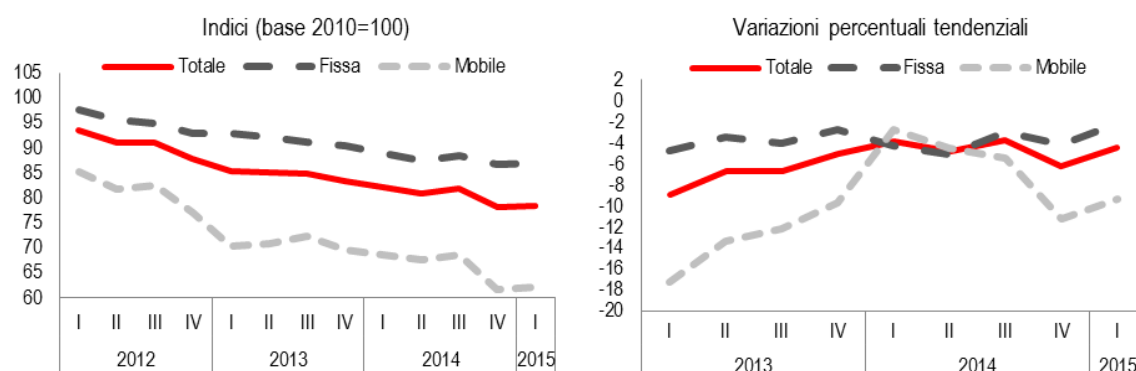 Indici (base 2010=100)
Totale Fissa Mobile
105
100
95
90
85
80
75
70
65
60
I II III IV I II III IV I II III IV I
2012 2013 2014 2015
Variazioni percentuali tendenziali
Totale Fissa Mobile
2
0
-2
-4
-6
-8
-10
-12
-14
-16
-18
-20
I II III IV I II III IV I
2013 2014 2015